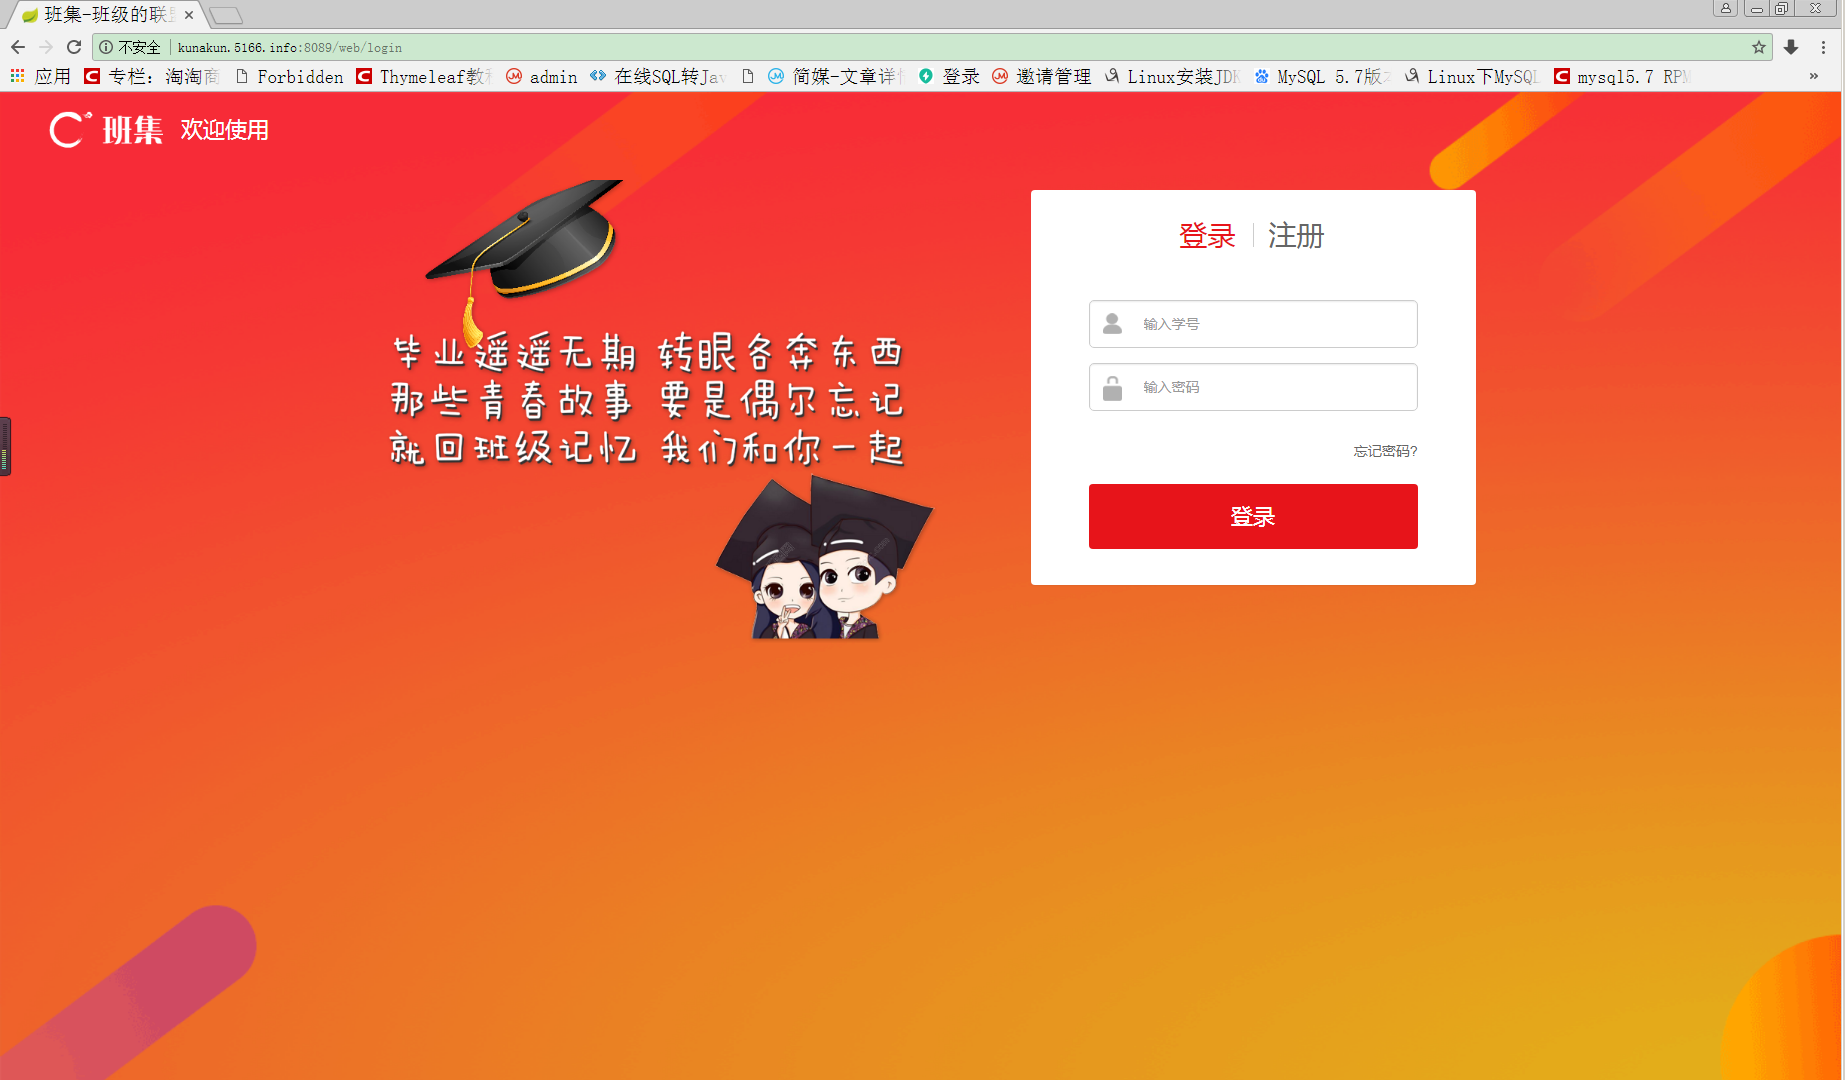 班集-班级的联
不安全 kunakun.5166.info:8089/web/login
应用 专栏：淘淘商 Forbidden Thymeleaf教程 admin 在线SQL转Jav 简媒-文章详情 登录 邀请管理 Linux安装JDK MySQL 5.7版本 Linux下MySQL mysql5.7 RPM »
班集 欢迎使用
登录 注册
输入学号
输入密码
忘记密码?
登录
毕业遥遥无期 转眼各奔东西
那些青春故事 要是偶尔忘记
就回班级记忆 我们和你一起